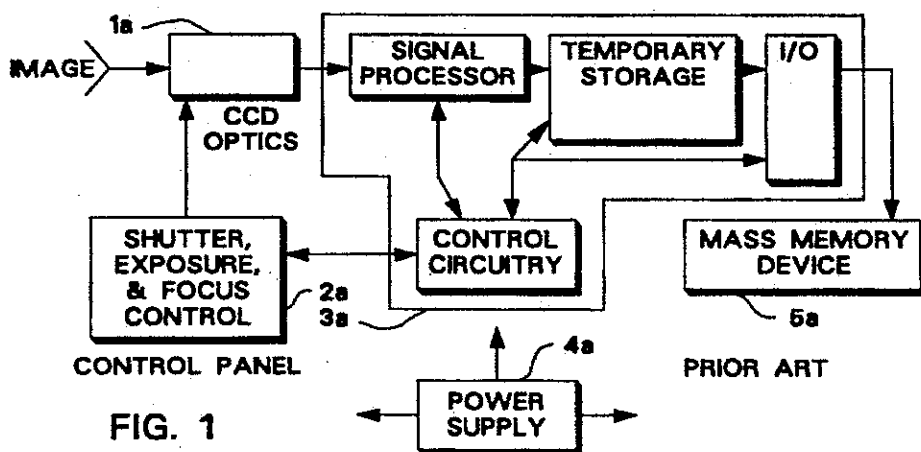 1a
IMAGE
CCD
OPTICS
SIGNAL
PROCESSOR
TEMPORARY
STORAGE
I/O
SHUTTER,
EXPOSURE,
& FOCUS
CONTROL
2a
3a
CONTROL PANEL
CONTROL
CIRCUITRY
MASS MEMORY
DEVICE
5a
4a
PRIOR ART
POWER
SUPPLY
FIG. 1